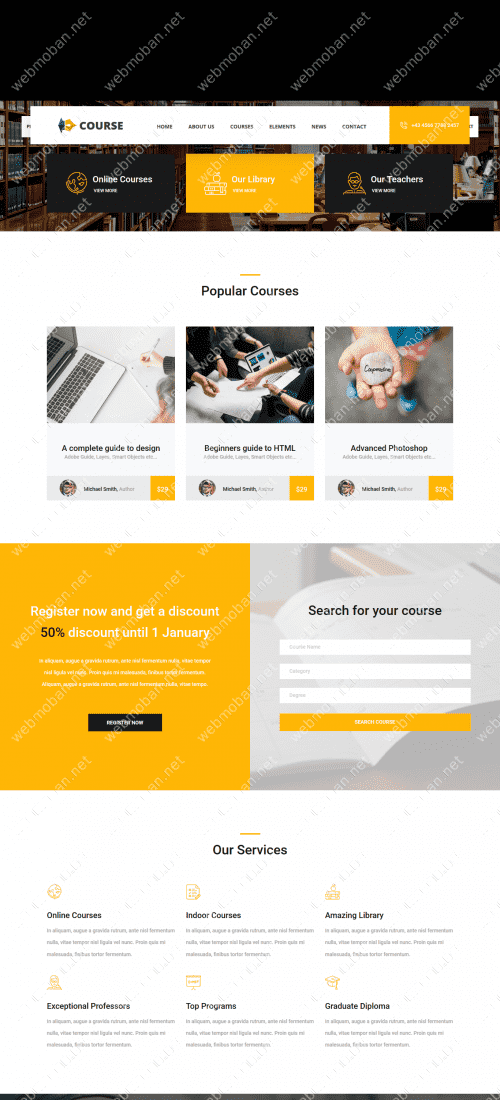 COURSE
HOME ABOUT US COURSES ELEMENTS NEWS CONTACT
Online Courses
VIEW MORE
Our Library
VIEW MORE
Our Teachers
VIEW MORE
Popular Courses
Capmedia
A complete guide to design
Adobe Guide, Layes, Smart Objects etc...
Michael Smith, Author $29
Beginners guide to HTML
Adobe Guide, Layes, Smart Objects etc...
Michael Smith, Author $29
Advanced Photoshop
Adobe Guide, Layes, Smart Objects etc...
Michael Smith, Author $29
Register now and get a discount
50% discount until 1 January
In aliquam, augue a gravida rutrum, ante nisl fermentum nulla, vitae tempor
nisl ligula vel nunc. Proin quis mi malesuada, finibus tortor fermentum.
Aliquam, augue a gravida rutrum, ante nisl fermentum nulla, vitae tempo.
REGISTER NOW
Search for your course
Course Name
Category
Degree
SEARCH COURSE
Our Services
Online Courses
In aliquam, augue a gravida rutrum, ante nisl fermentum
nulla, vitae tempor nisl ligula vel nunc. Proin quis mi
malesuada, finibus tortor fermentum.
Indoor Courses
In aliquam, augue a gravida rutrum, ante nisl fermentum
nulla, vitae tempor nisl ligula vel nunc. Proin quis mi
malesuada, finibus tortor fermentum.
Amazing Library
In aliquam, augue a gravida rutrum, ante nisl fermentum
nulla, vitae tempor nisl ligula vel nunc. Proin quis mi
malesuada, finibus tortor fermentum.
Exceptional Professors
In aliquam, augue a gravida rutrum, ante nisl fermentum
nulla, vitae tempor nisl ligula vel nunc. Proin quis mi
malesuada, finibus tortor fermentum.
Top Programs
In aliquam, augue a gravida rutrum, ante nisl fermentum
nulla, vitae tempor nisl ligula vel nunc. Proin quis mi
malesuada, finibus tortor fermentum.
Graduate Diploma
In aliquam, augue a gravida rutrum, ante nisl fermentum
nulla, vitae tempor nisl ligula vel nunc. Proin quis mi
malesuada, finibus tortor fermentum.
webmoban.net